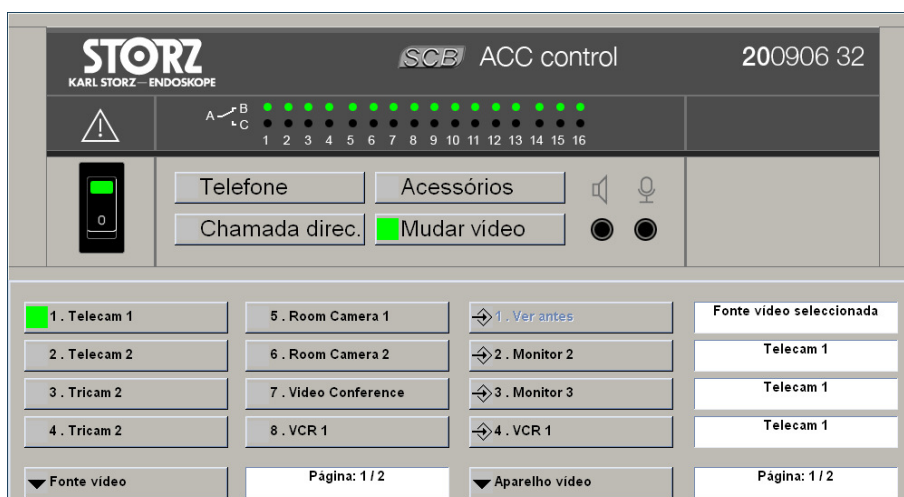 STORZ
KARL STORZ—ENDOSKOPE
SCB ACC control
200906 32
A B
C
1 2 3 4 5 6 7 8 9 10 11 12 13 14 15 16
Telefone Acessórios
0
Chamada direc. Mudar vídeo
1 . Telecam 1 5 . Room Camera 1 1 . Ver antes Fonte vídeo seleccionada
2 . Telecam 2 6 . Room Camera 2 2 . Monitor 2 Telecam 1
3 . Tricam 2 7 . Video Conference 3 . Monitor 3 Telecam 1
4 . Tricam 2 8 . VCR 1 4 . VCR 1 Telecam 1
Fonte vídeo Página: 1 / 2 Aparelho vídeo Página: 1 / 2